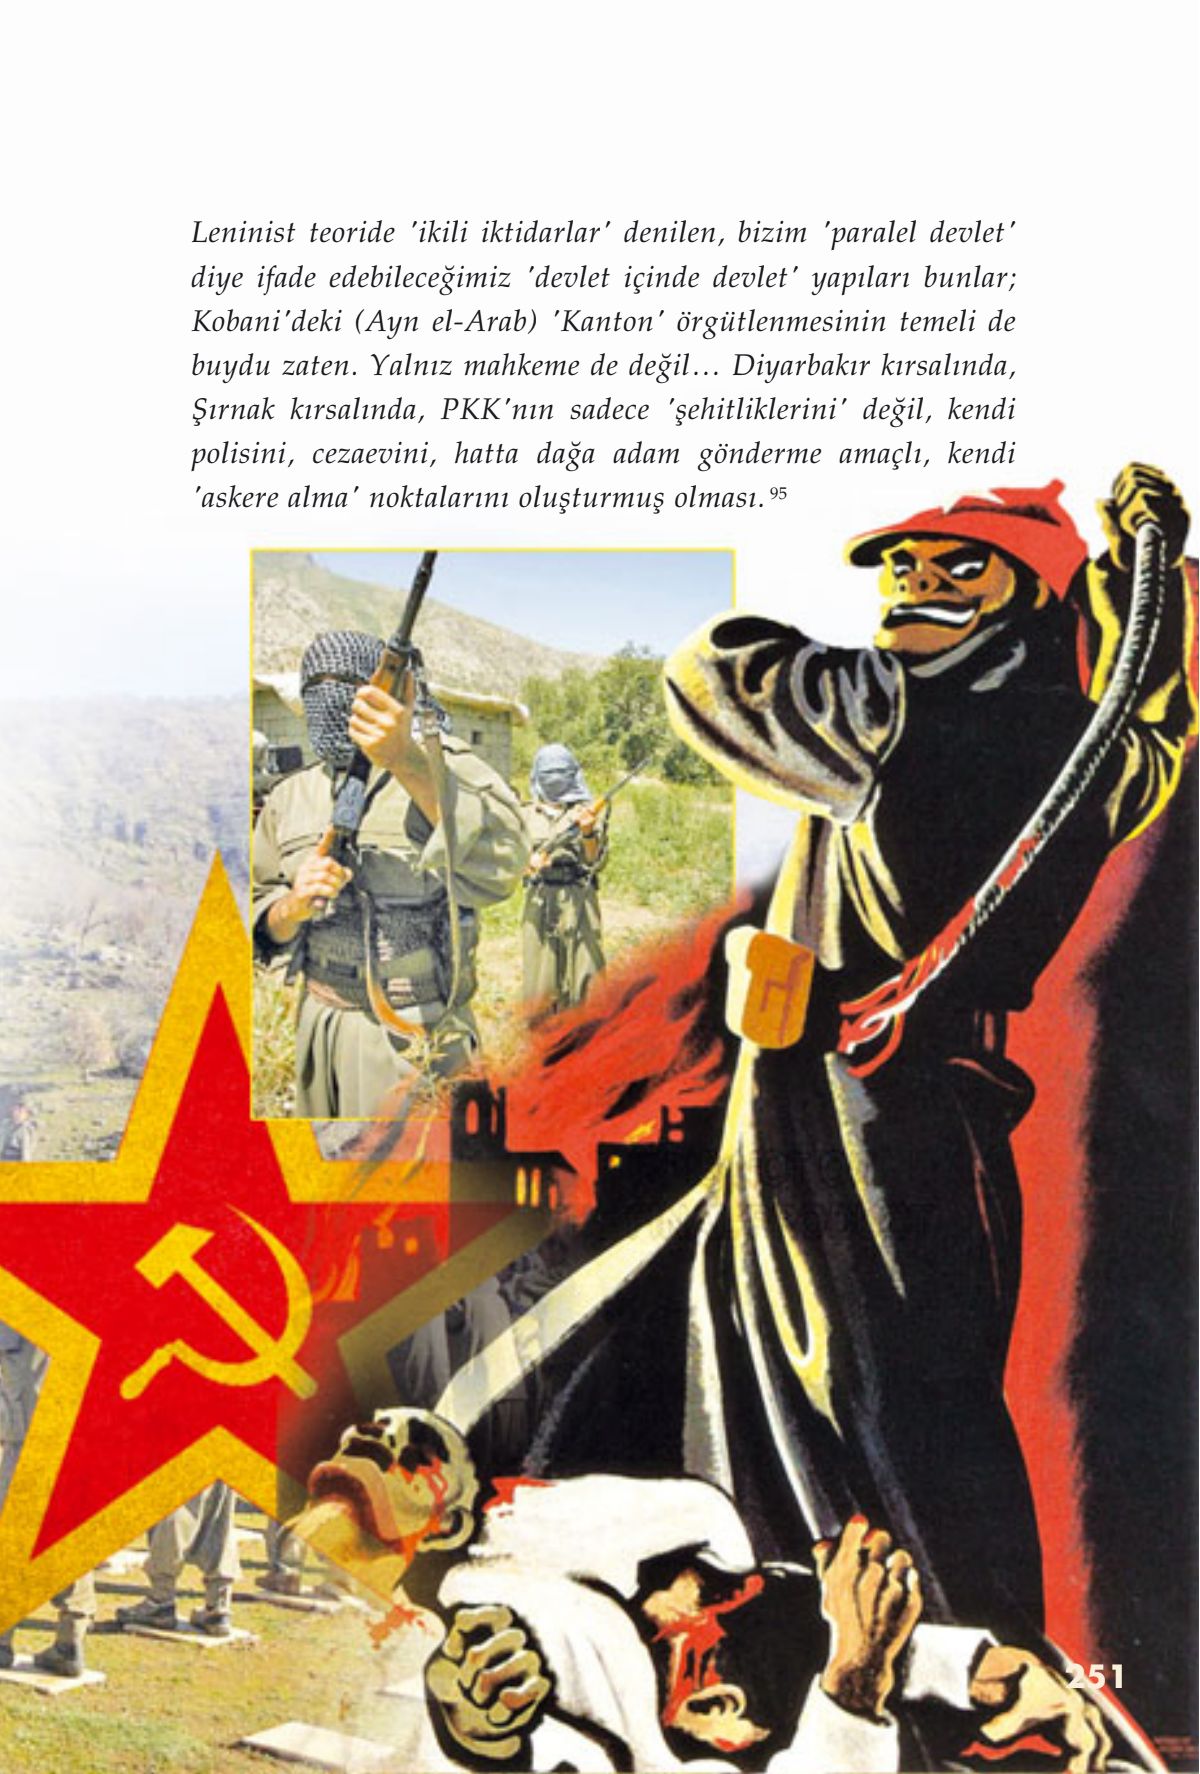 Leninist teoride 'ikili iktidarlar' denilen, bizim 'paralel devlet'
diye ifade edebileceğimiz 'devlet içinde devlet' yapıları bunlar;
Kobani'deki (Ayn el-Arab) 'Kanton' örgütlenmesinin temeli de
buydu zaten. Yalnız mahkeme de değil… Diyarbakır kırsalında,
Şırnak kırsalında, PKK'nın sadece 'şehitliklerini' değil, kendi
polisini, cezaevini, hatta dağa adam gönderme amaçlı, kendi
'askere alma' noktalarını oluşturmuş olması. 95
251